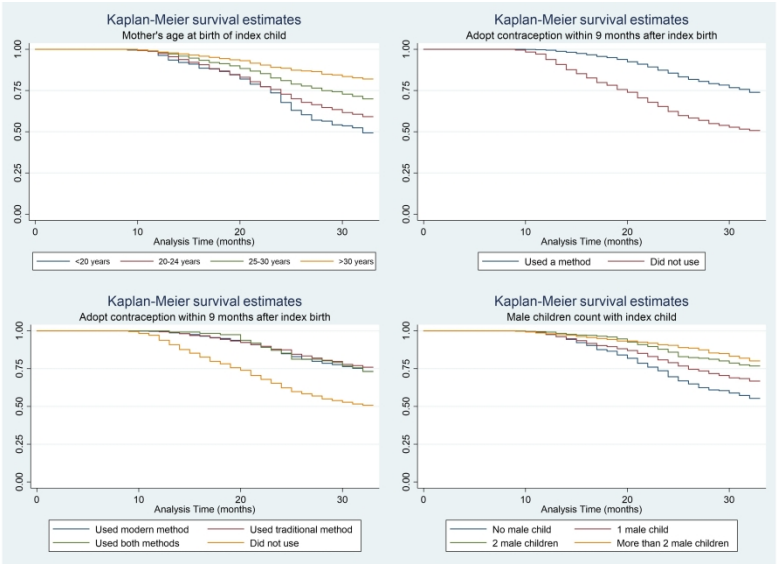 Kaplan-Meier survival estimates
Mother's age at birth of index child
1.00
0.75
0.50
0.25
0.00
0 10 20 30
Analysis Time (months)
<20 years 20-24 years 25-30 years >30 years
Kaplan-Meier survival estimates
Adopt contraception within 9 months after index birth
1.00
0.75
0.50
0.25
0.00
0 10 20 30
Analysis Time (months)
Used a method Did not use
Kaplan-Meier survival estimates
Adopt contraception within 9 months after index birth
1.00
0.75
0.50
0.25
0.00
0 10 20 30
Analysis Time (months)
Used modern method Used traditional method
Used both methods Did not use
Kaplan-Meier survival estimates
Male children count with index child
1.00
0.75
0.50
0.25
0.00
0 10 20 30
Analysis Time (months)
No male child 1 male child
2 male children More than 2 male children